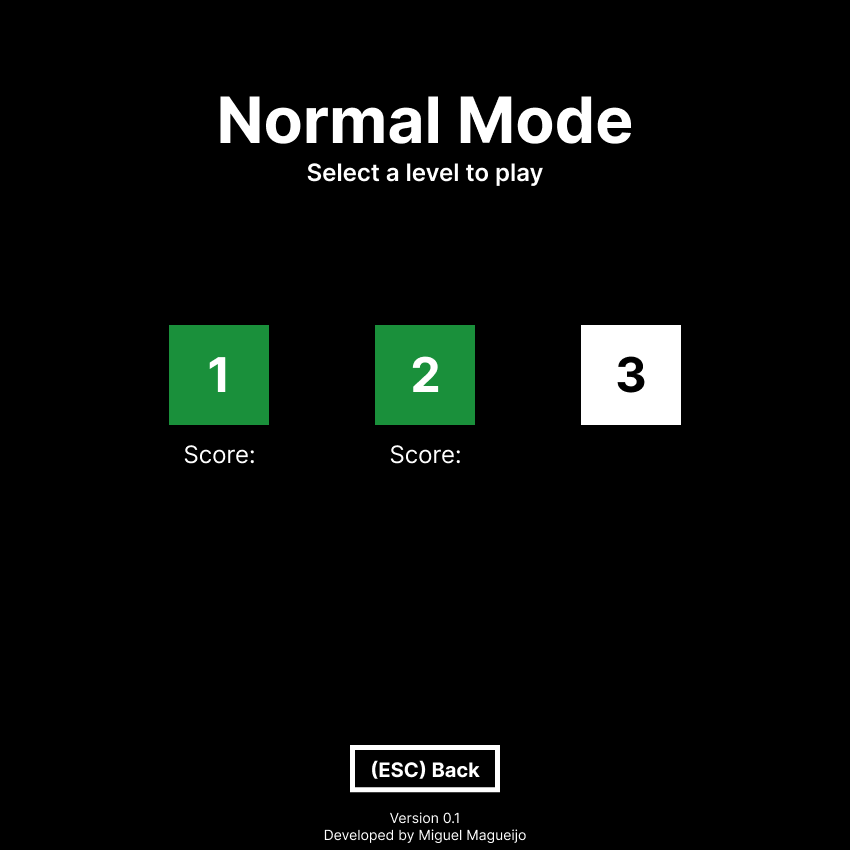 Normal Mode
Select a level to play
1 2 3
Score: Score:
(ESC) Back
Version 0.1
Developed by Miguel Magueijo